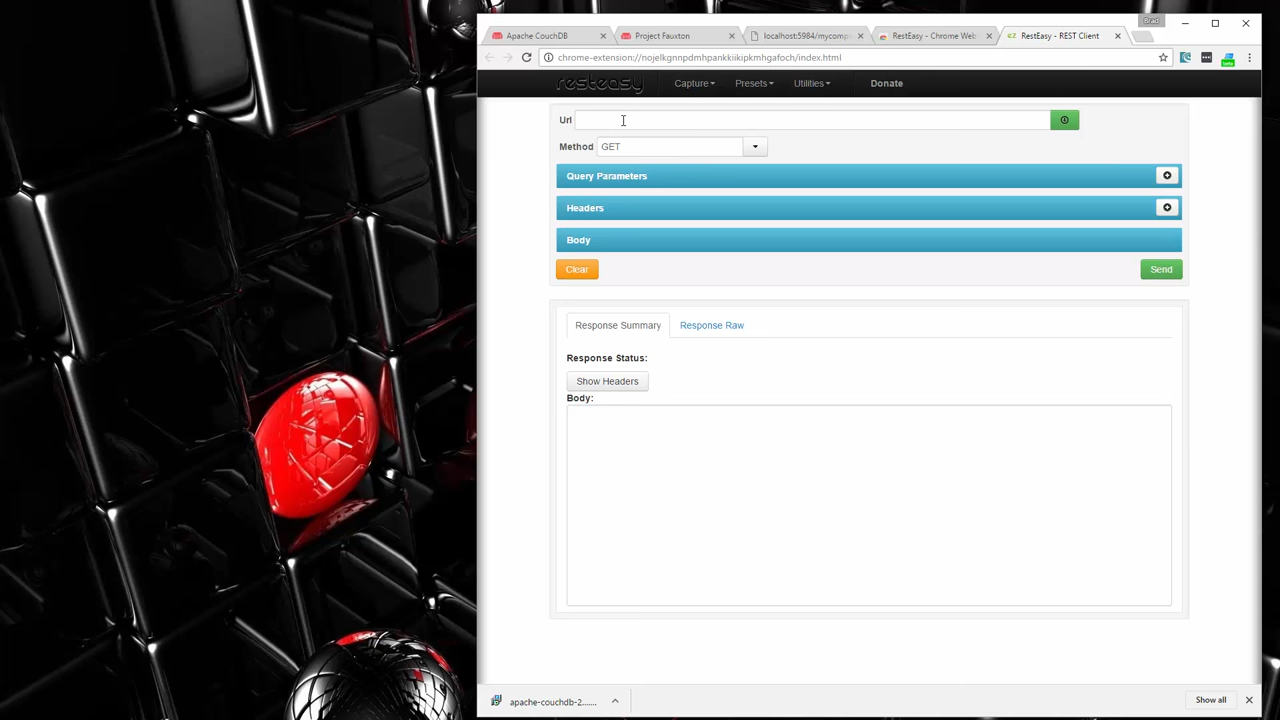 Brad
Apache CouchDB
Project Fauxton
localhost:5984/mycomp
RestEasy - Chrome Web
RestEasy - REST Client
chrome-extension://nojelkgnnpdmhpankkiikipkmhgafoch/index.html
resteasy Capture Presets Utilities Donate
Url
Method GET
Query Parameters
Headers
Body
Clear Send
Response Summary Response Raw
Response Status:
Show Headers
Body:
apache-couchdb-2.......
Show all